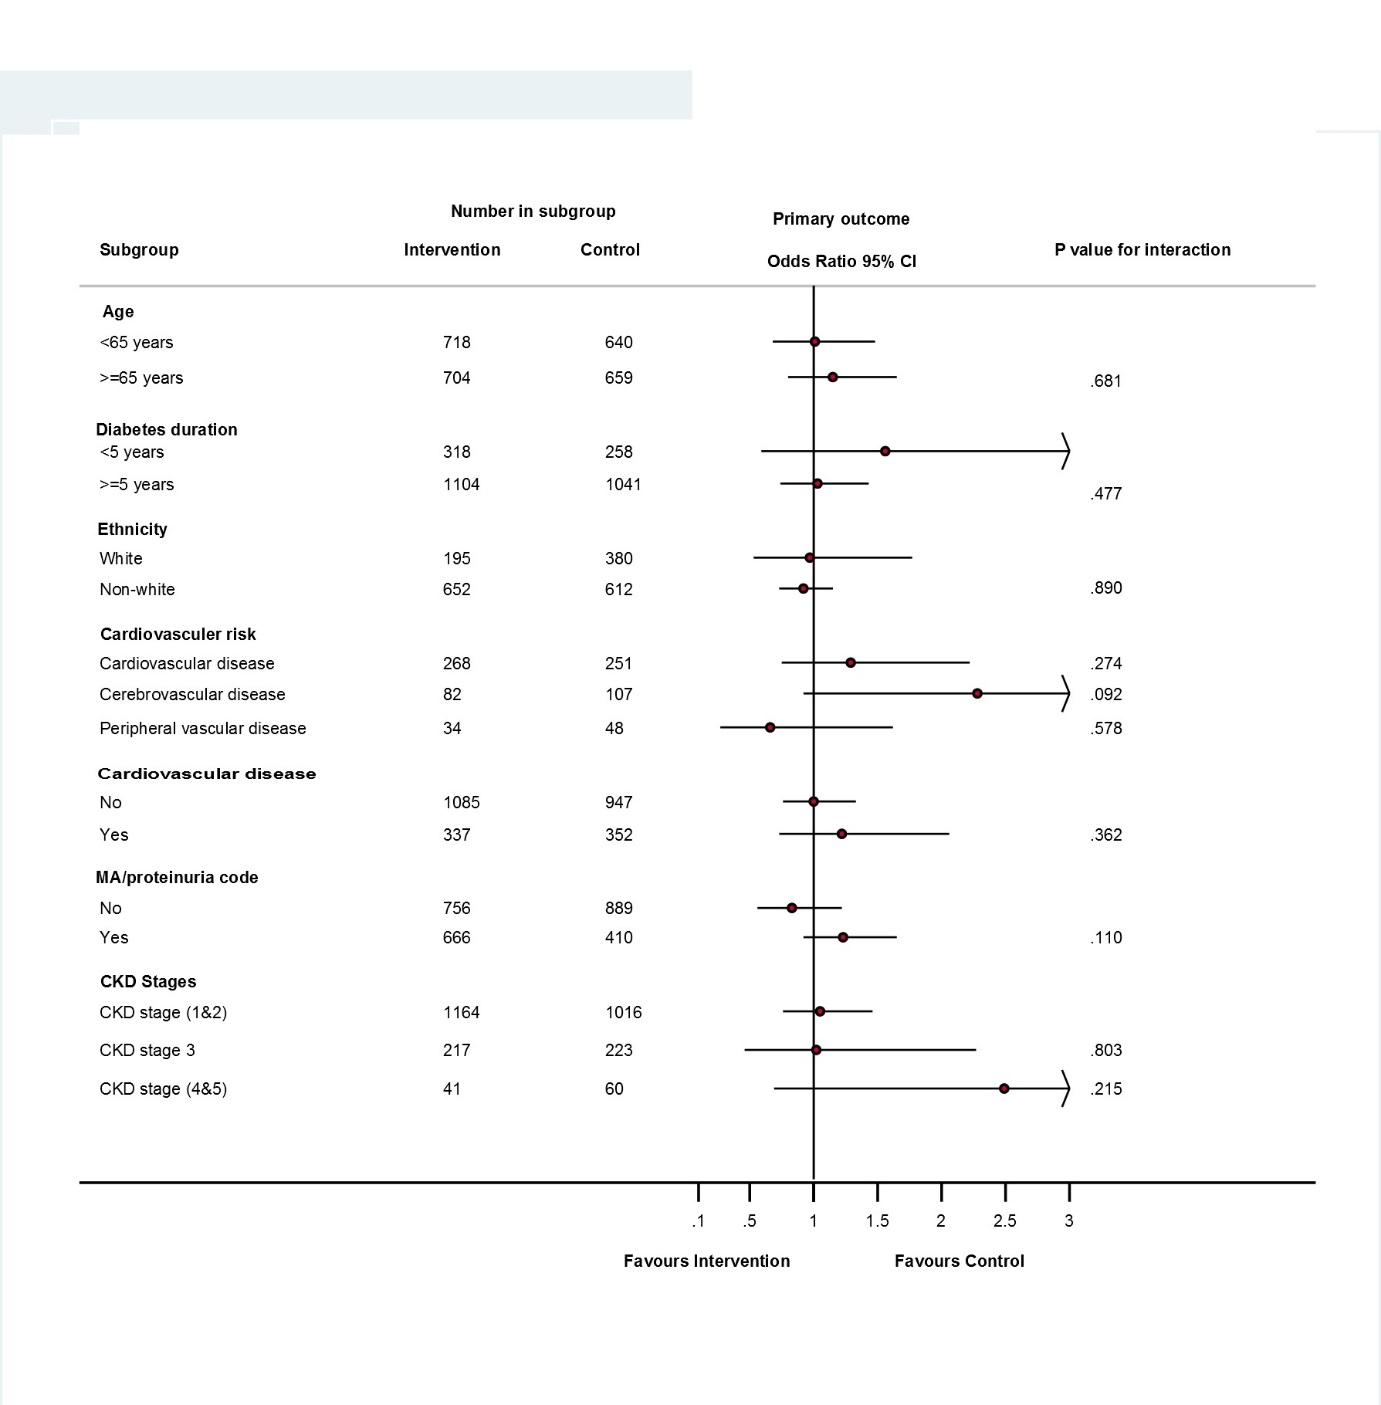 Number in subgroup
Primary outcome
Subgroup Intervention Control P value for interaction
Odds Ratio 95% CI
Age
<65 years 718 640
>=65 years 704 659 .681
Diabetes duration
<5 years 318 258
>=5 years 1104 1041 .477
Ethnicity
White 195 380
Non-white 652 612 .890
Cardiovasculer risk
Cardiovascular disease 268 251 .274
Cerebrovascular disease 82 107 .092
Peripheral vascular disease 34 48 .578
Cardiovascular disease
No 1085 947
Yes 337 352 .362
MA/proteinuria code
No 756 889
Yes 666 410 .110
CKD Stages
CKD stage (1&2) 1164 1016
CKD stage 3 217 223 .803
CKD stage (4&5) 41 60 .215
.1 .5 1 1.5 2 2.5 3
Favours Intervention Favours Control